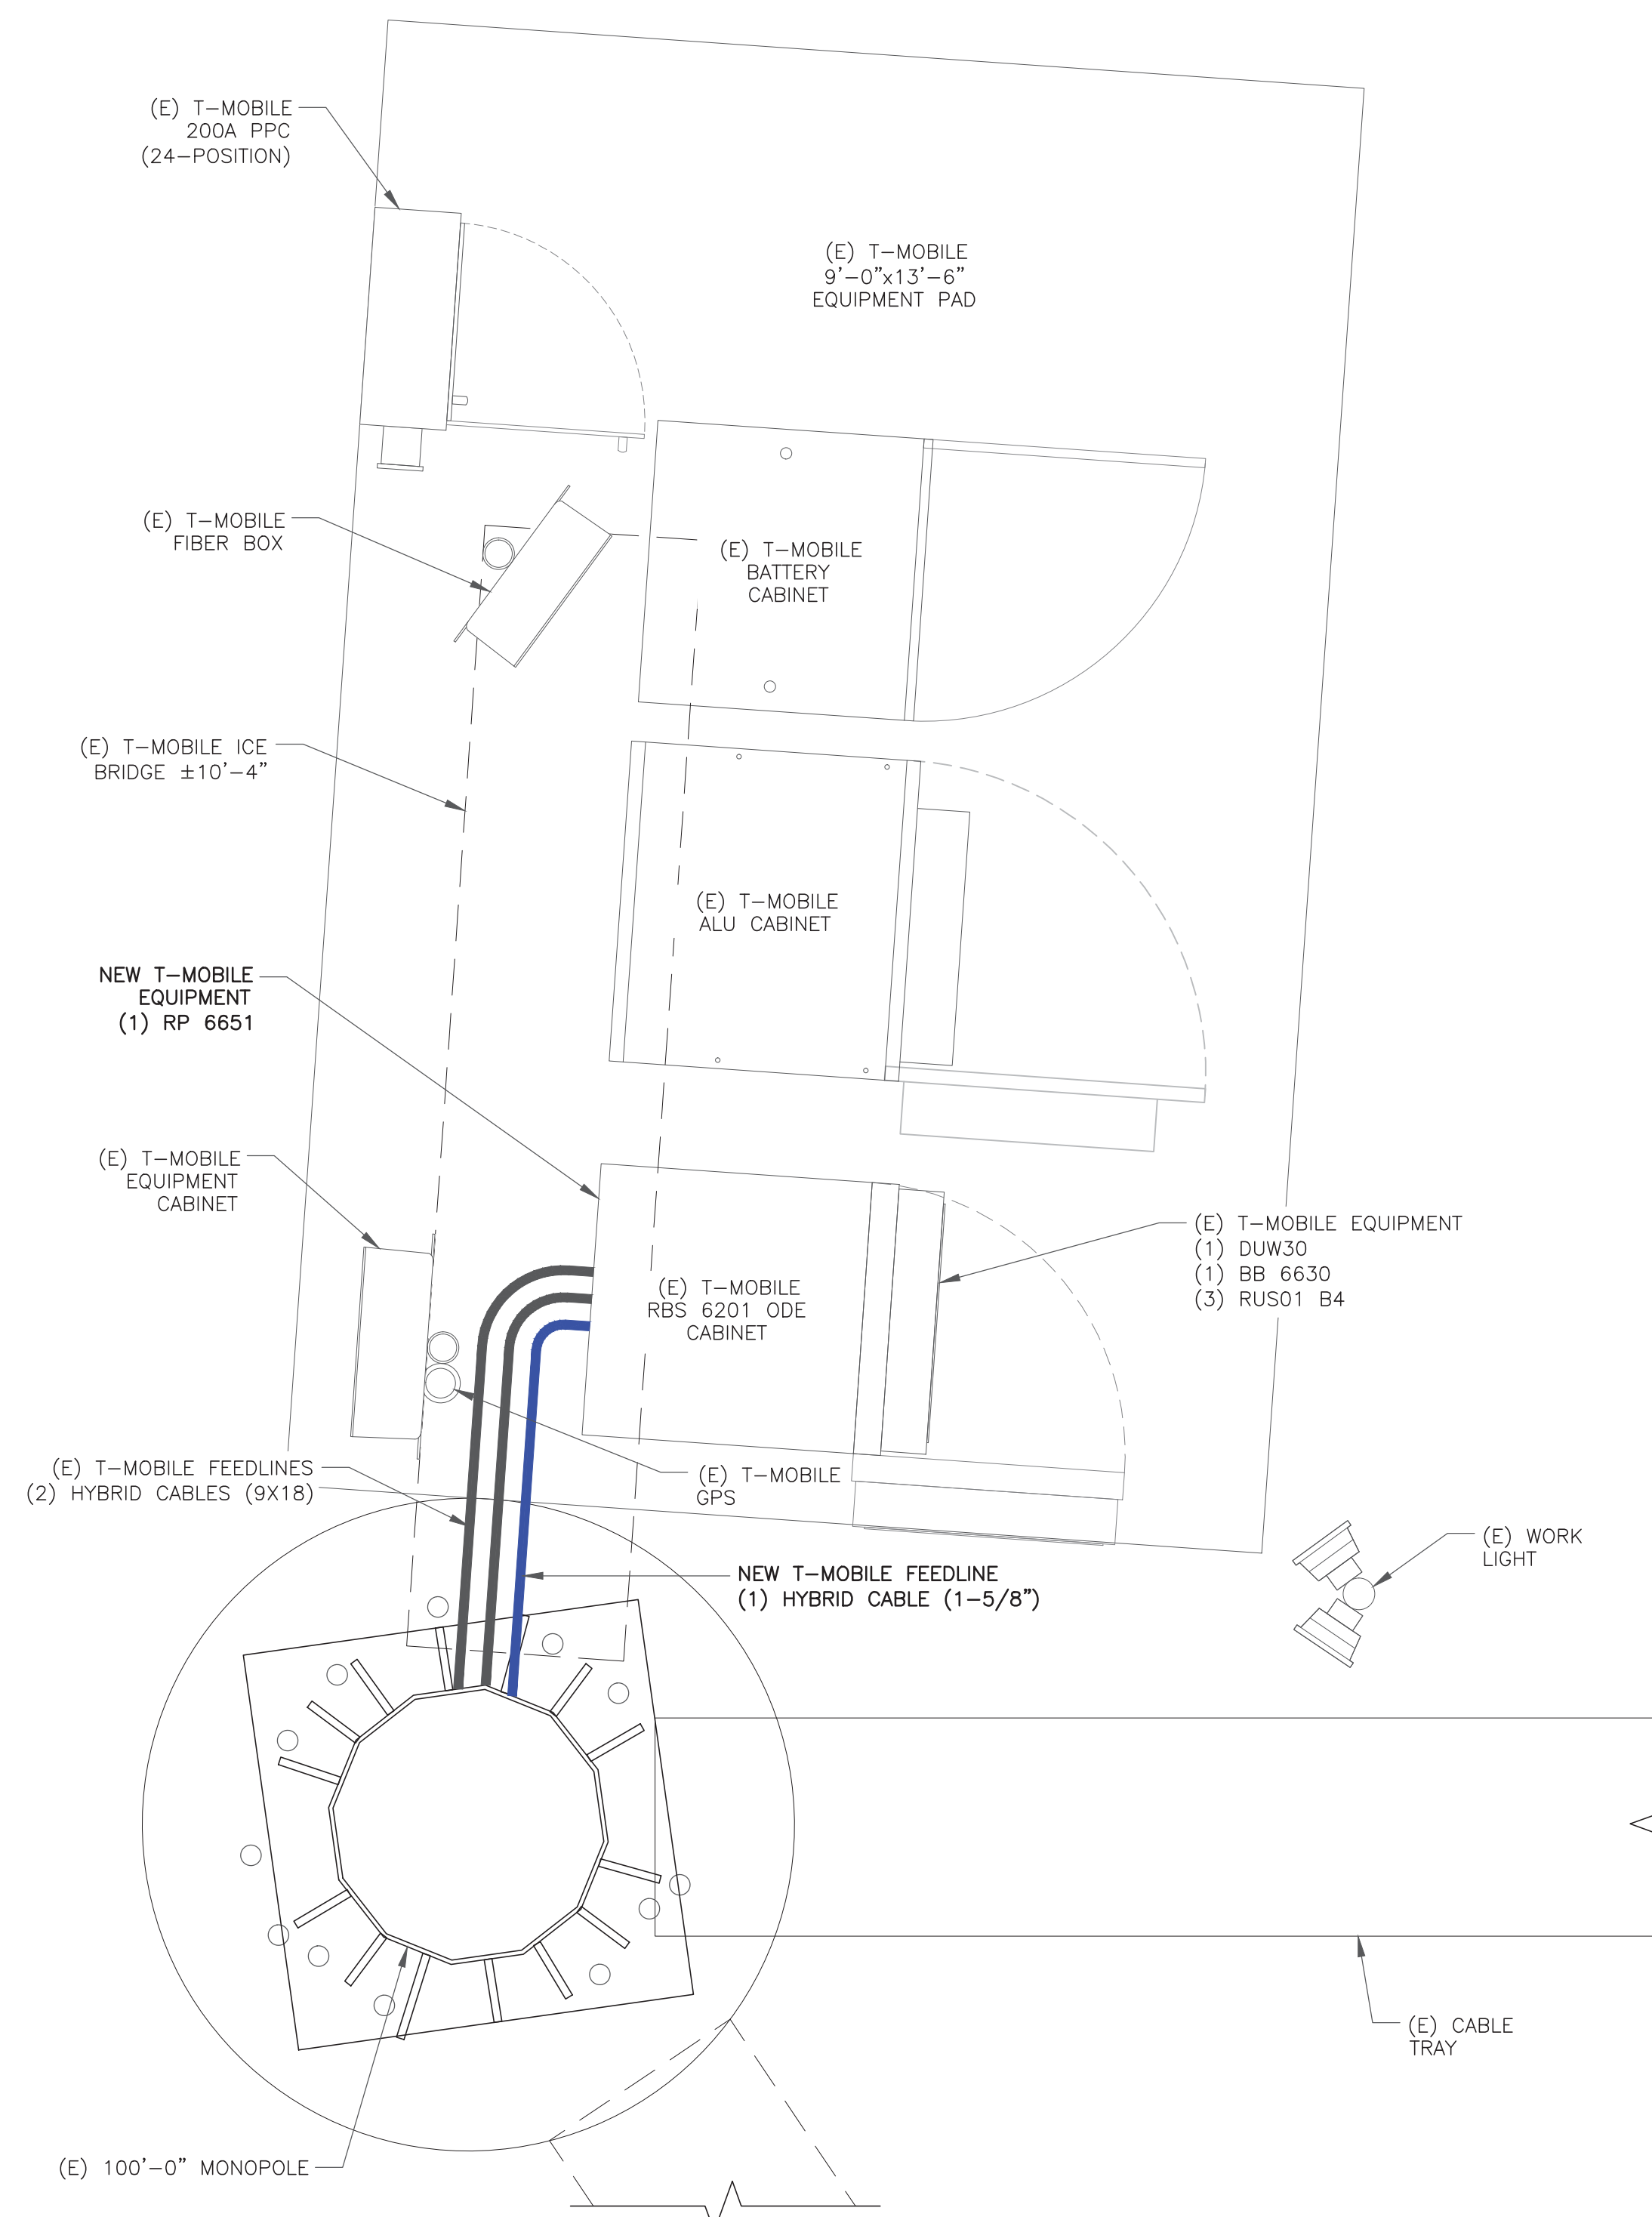 (E) T-MOBILE
200A PPC
(24-POSITION)
(E) T-MOBILE
9'-0"x13'-6"
EQUIPMENT PAD
(E) T-MOBILE
FIBER BOX
(E) T-MOBILE
BATTERY
CABINET
(E) T-MOBILE ICE
BRIDGE ±10'-4"
(E) T-MOBILE
ALU CABINET
NEW T-MOBILE
EQUIPMENT
(1) RP 6651
(E) T-MOBILE
EQUIPMENT
CABINET
(E) T-MOBILE EQUIPMENT
(1) DUW30
(1) BB 6630
(3) RUS01 B4
(E) T-MOBILE
RBS 6201 ODE
CABINET
(E) T-MOBILE FEEDLINES
(2) HYBRID CABLES (9X18)
(E) T-MOBILE
GPS
(E) WORK
LIGHT
NEW T-MOBILE FEEDLINE
(1) HYBRID CABLE (1-5/8")
(E) CABLE
TRAY
(E) 100'-0" MONOPOLE